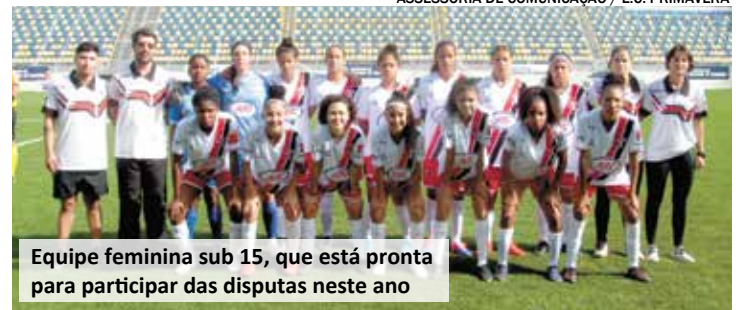 ASSESSORIA DE COMUNICAÇÃO / E.C. PRIMAVERA
Equipe feminina sub 15, que está pronta
para participar das disputas neste ano